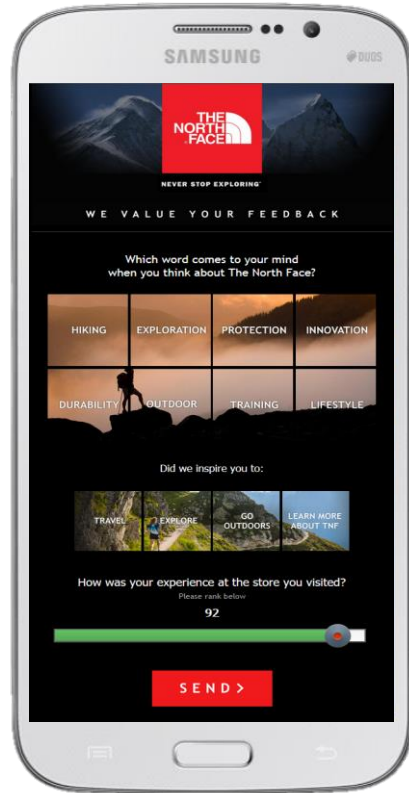 SAMSUNG
DUOS
THE
NORTH
FACE
NEVER STOP EXPLORING™
WE VALUE YOUR FEEDBACK
Which word comes to your mind
when you think about The North Face?
HIKING EXPLORATION PROTECTION INNOVATION
DURABILITY OUTDOOR TRAINING LIFESTYLE
Did we inspire you to:
TRAVEL EXPLORE GO OUTDOORS LEARN MORE ABOUT TNF
How was your experience at the store you visited?
Please rank below
92
SEND>